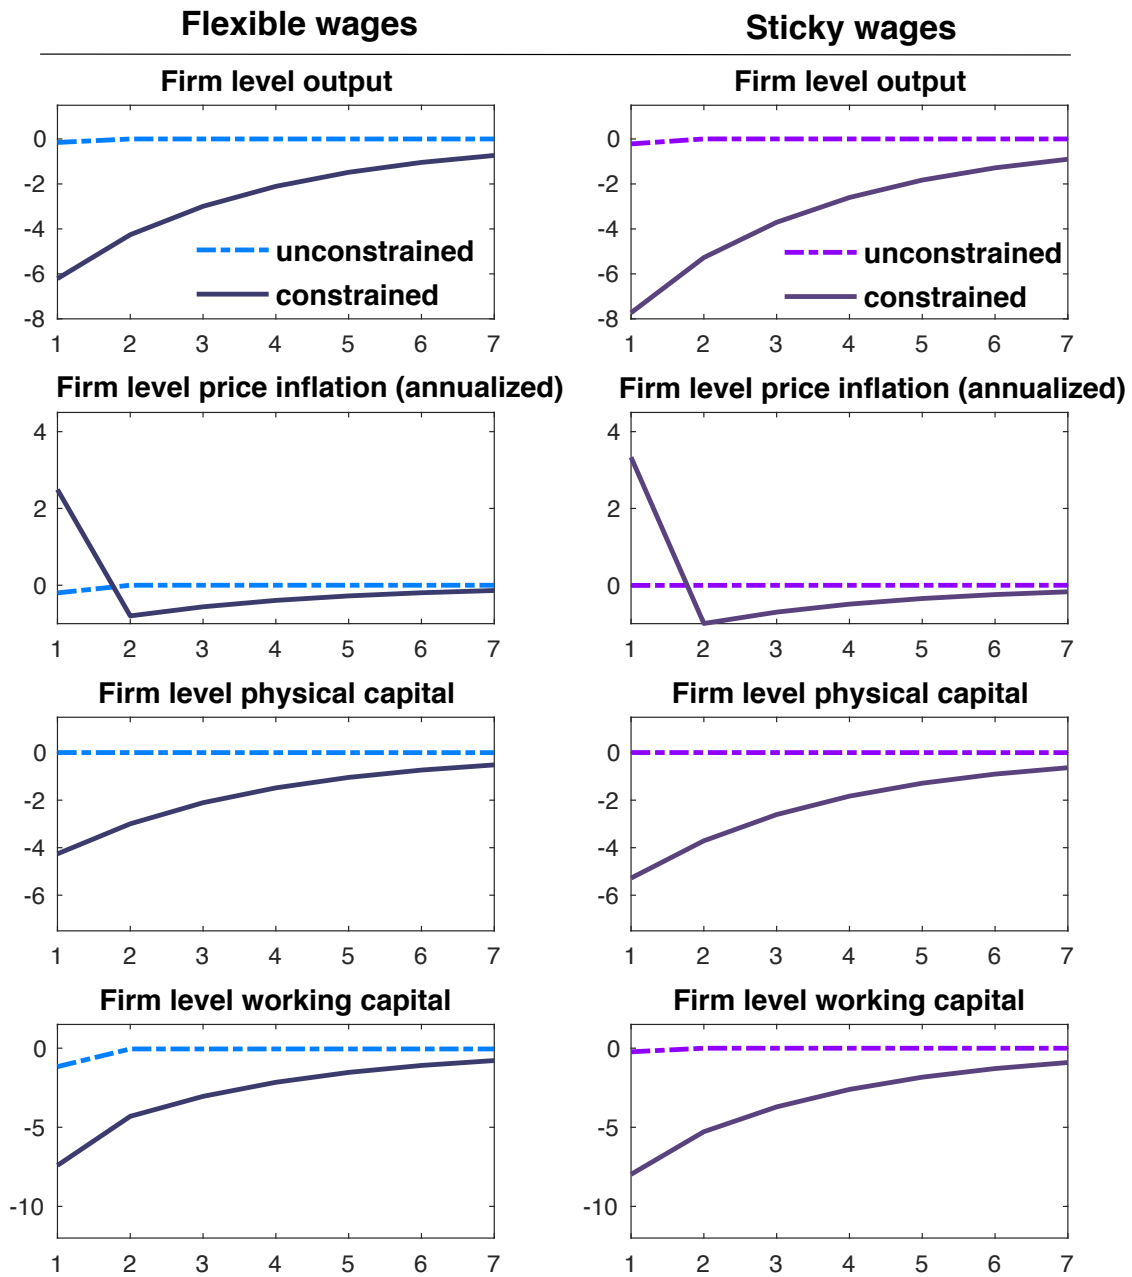 Flexible wages
Sticky wages
Firm level output
Firm level output
0
-2
-4
-6
-8
unconstrained
constrained
1 2 3 4 5 6 7
0
-2
-4
-6
-8
unconstrained
constrained
1 2 3 4 5 6 7
Firm level price inflation (annualized)
Firm level price inflation (annualized)
4
2
0
1 2 3 4 5 6 7
4
2
0
1 2 3 4 5 6 7
Firm level physical capital
Firm level physical capital
0
-2
-4
-6
1 2 3 4 5 6 7
0
-2
-4
-6
1 2 3 4 5 6 7
Firm level working capital
Firm level working capital
0
-5
-10
1 2 3 4 5 6 7
0
-5
-10
1 2 3 4 5 6 7